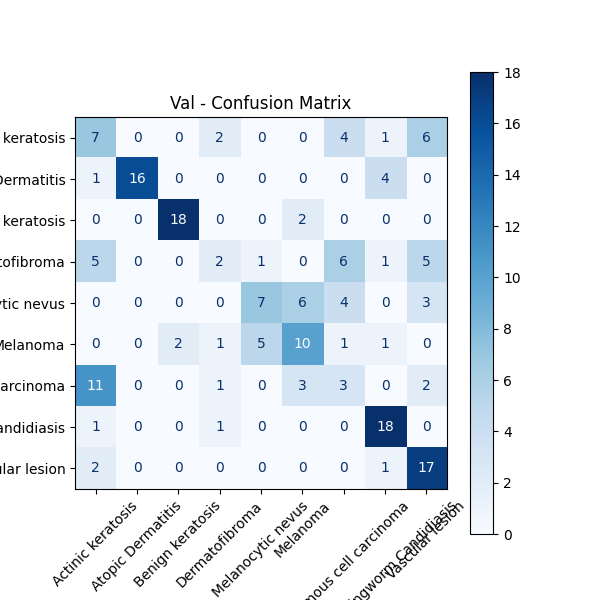 Val - Confusion Matrix
keratosis 7 0 0 2 0 0 4 1 6
Dermatitis 1 16 0 0 0 0 0 4 0
keratosis 0 0 18 0 0 2 0 0 0
tofibroma 5 0 0 2 1 0 6 1 5
tic nevus 0 0 0 0 7 6 4 0 3
Melanoma 0 0 2 1 5 10 1 1 0
arcinoma 11 0 0 1 0 3 3 0 2
andidiasis 1 0 0 1 0 0 0 18 0
ular lesion 2 0 0 0 0 0 0 1 17
Actinic keratosis
Atopic Dermatitis
Benign keratosis
Dermatofibroma
Melanocytic nevus
Melanoma
mous cell carcinoma
ngworm Candidiasis
Vascular lesion
18
16
14
12
10
8
6
4
2
0